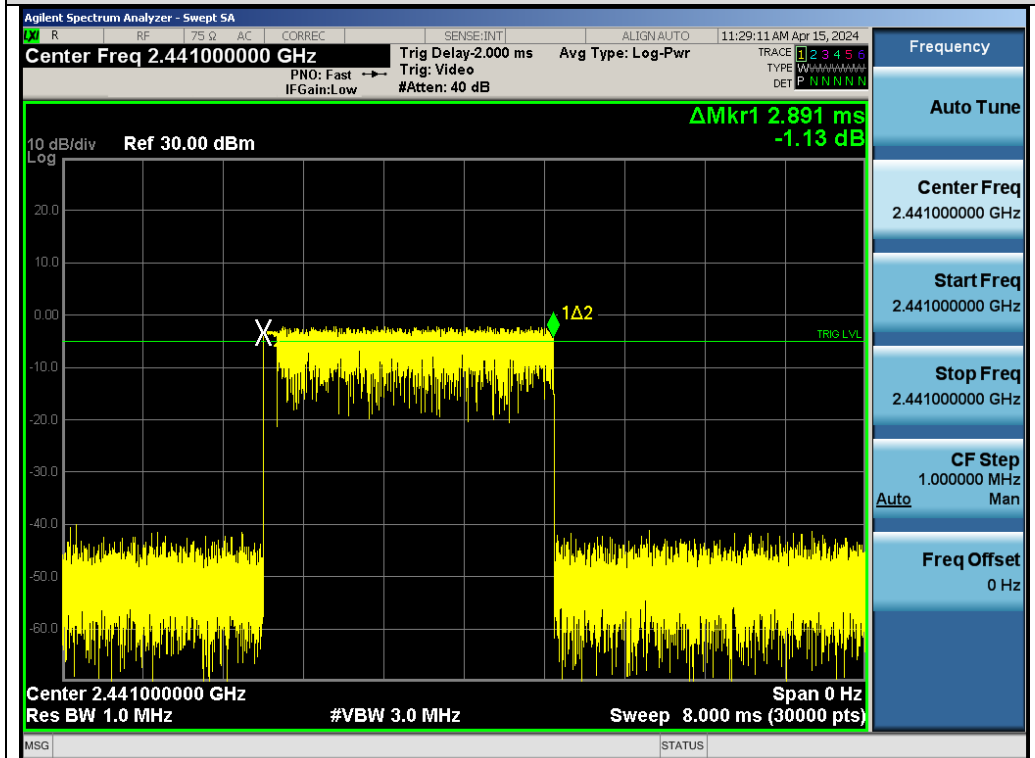 Agilent Spectrum Analyzer - Swept SA
LXI R RF 75 Ω AC CORREC SENSE:INT ALIGN AUTO 11:29:11 AM Apr 15, 2024
Center Freq 2.441000000 GHz
PNO: Fast
IFGain:Low
Trig Delay-2.000 ms
Trig: Video
#Atten: 40 dB
Avg Type: Log-Pwr
TRACE 1 2 3 4 5 6
TYPE WWWWWW
DET P N N N N N
ΔMkr1 2.891 ms
-1.13 dB
10 dB/div Ref 30.00 dBm
Log
20.0
10.0
0.00
-10.0
-20.0
-30.0
-40.0
-50.0
-60.0
1Δ2
TRIG LVL
Center 2.441000000 GHz Span 0 Hz
Res BW 1.0 MHz #VBW 3.0 MHz Sweep 8.000 ms (30000 pts)
MSG STATUS
Frequency
Auto Tune
Center Freq
2.441000000 GHz
Start Freq
2.441000000 GHz
Stop Freq
2.441000000 GHz
CF Step
1.000000 MHz
Auto Man
Freq Offset
0 Hz